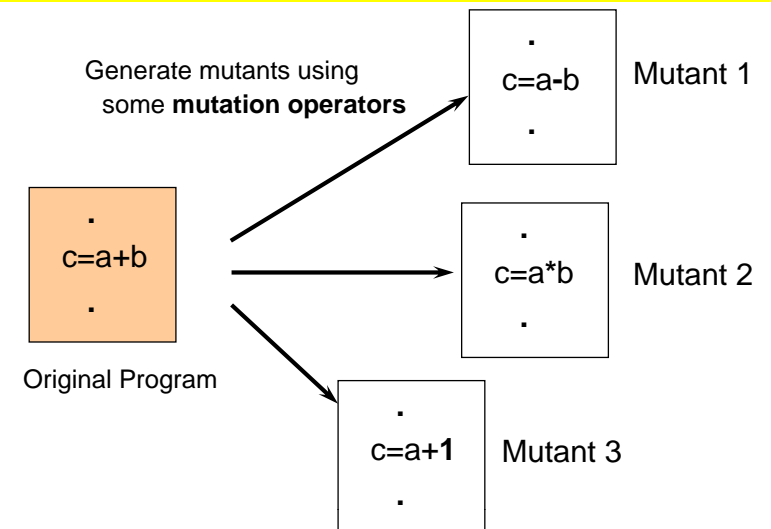 Generate mutants using
some mutation operators
.
c=a-b
.
Mutant 1
.
c=a+b
.
Original Program
.
c=a*b
.
Mutant 2
.
c=a+1
.
Mutant 3